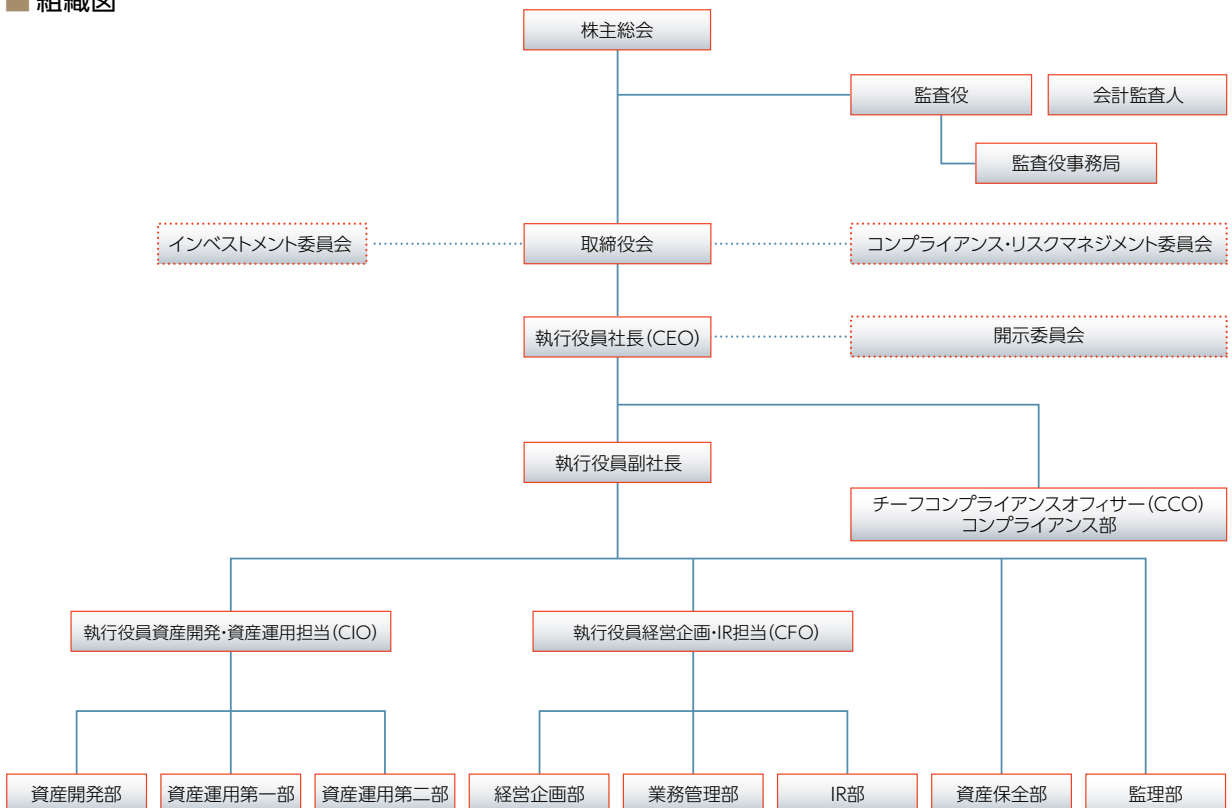 組織図
株主総会
監査役
会計監査人
監査役事務局
インベストメント委員会
取締役会
コンプライアンス・リスクマネジメント委員会
執行役員社長(CEO)
開示委員会
執行役員副社長
チーフコンプライアンスオフィサー(CCO)
コンプライアンス部
執行役員資産開発・資産運用担当(CIO)
執行役員経営企画・IR担当(CFO)
資産開発部
資産運用第一部
資産運用第二部
経営企画部
業務管理部
IR部
資産保全部
監理部